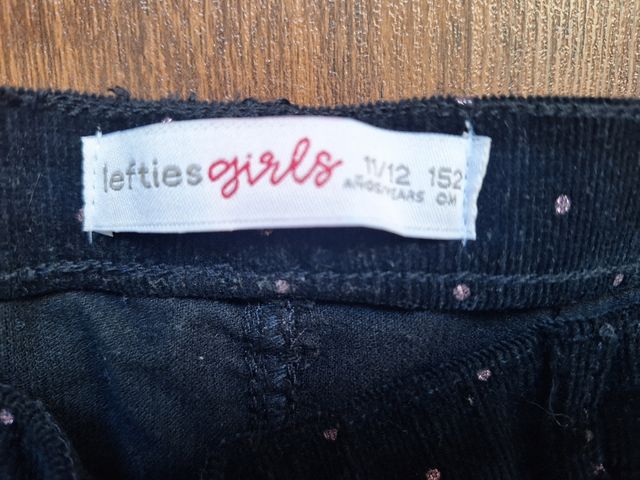 lefties girls 11/12 152
AÑOS/YEARS CM